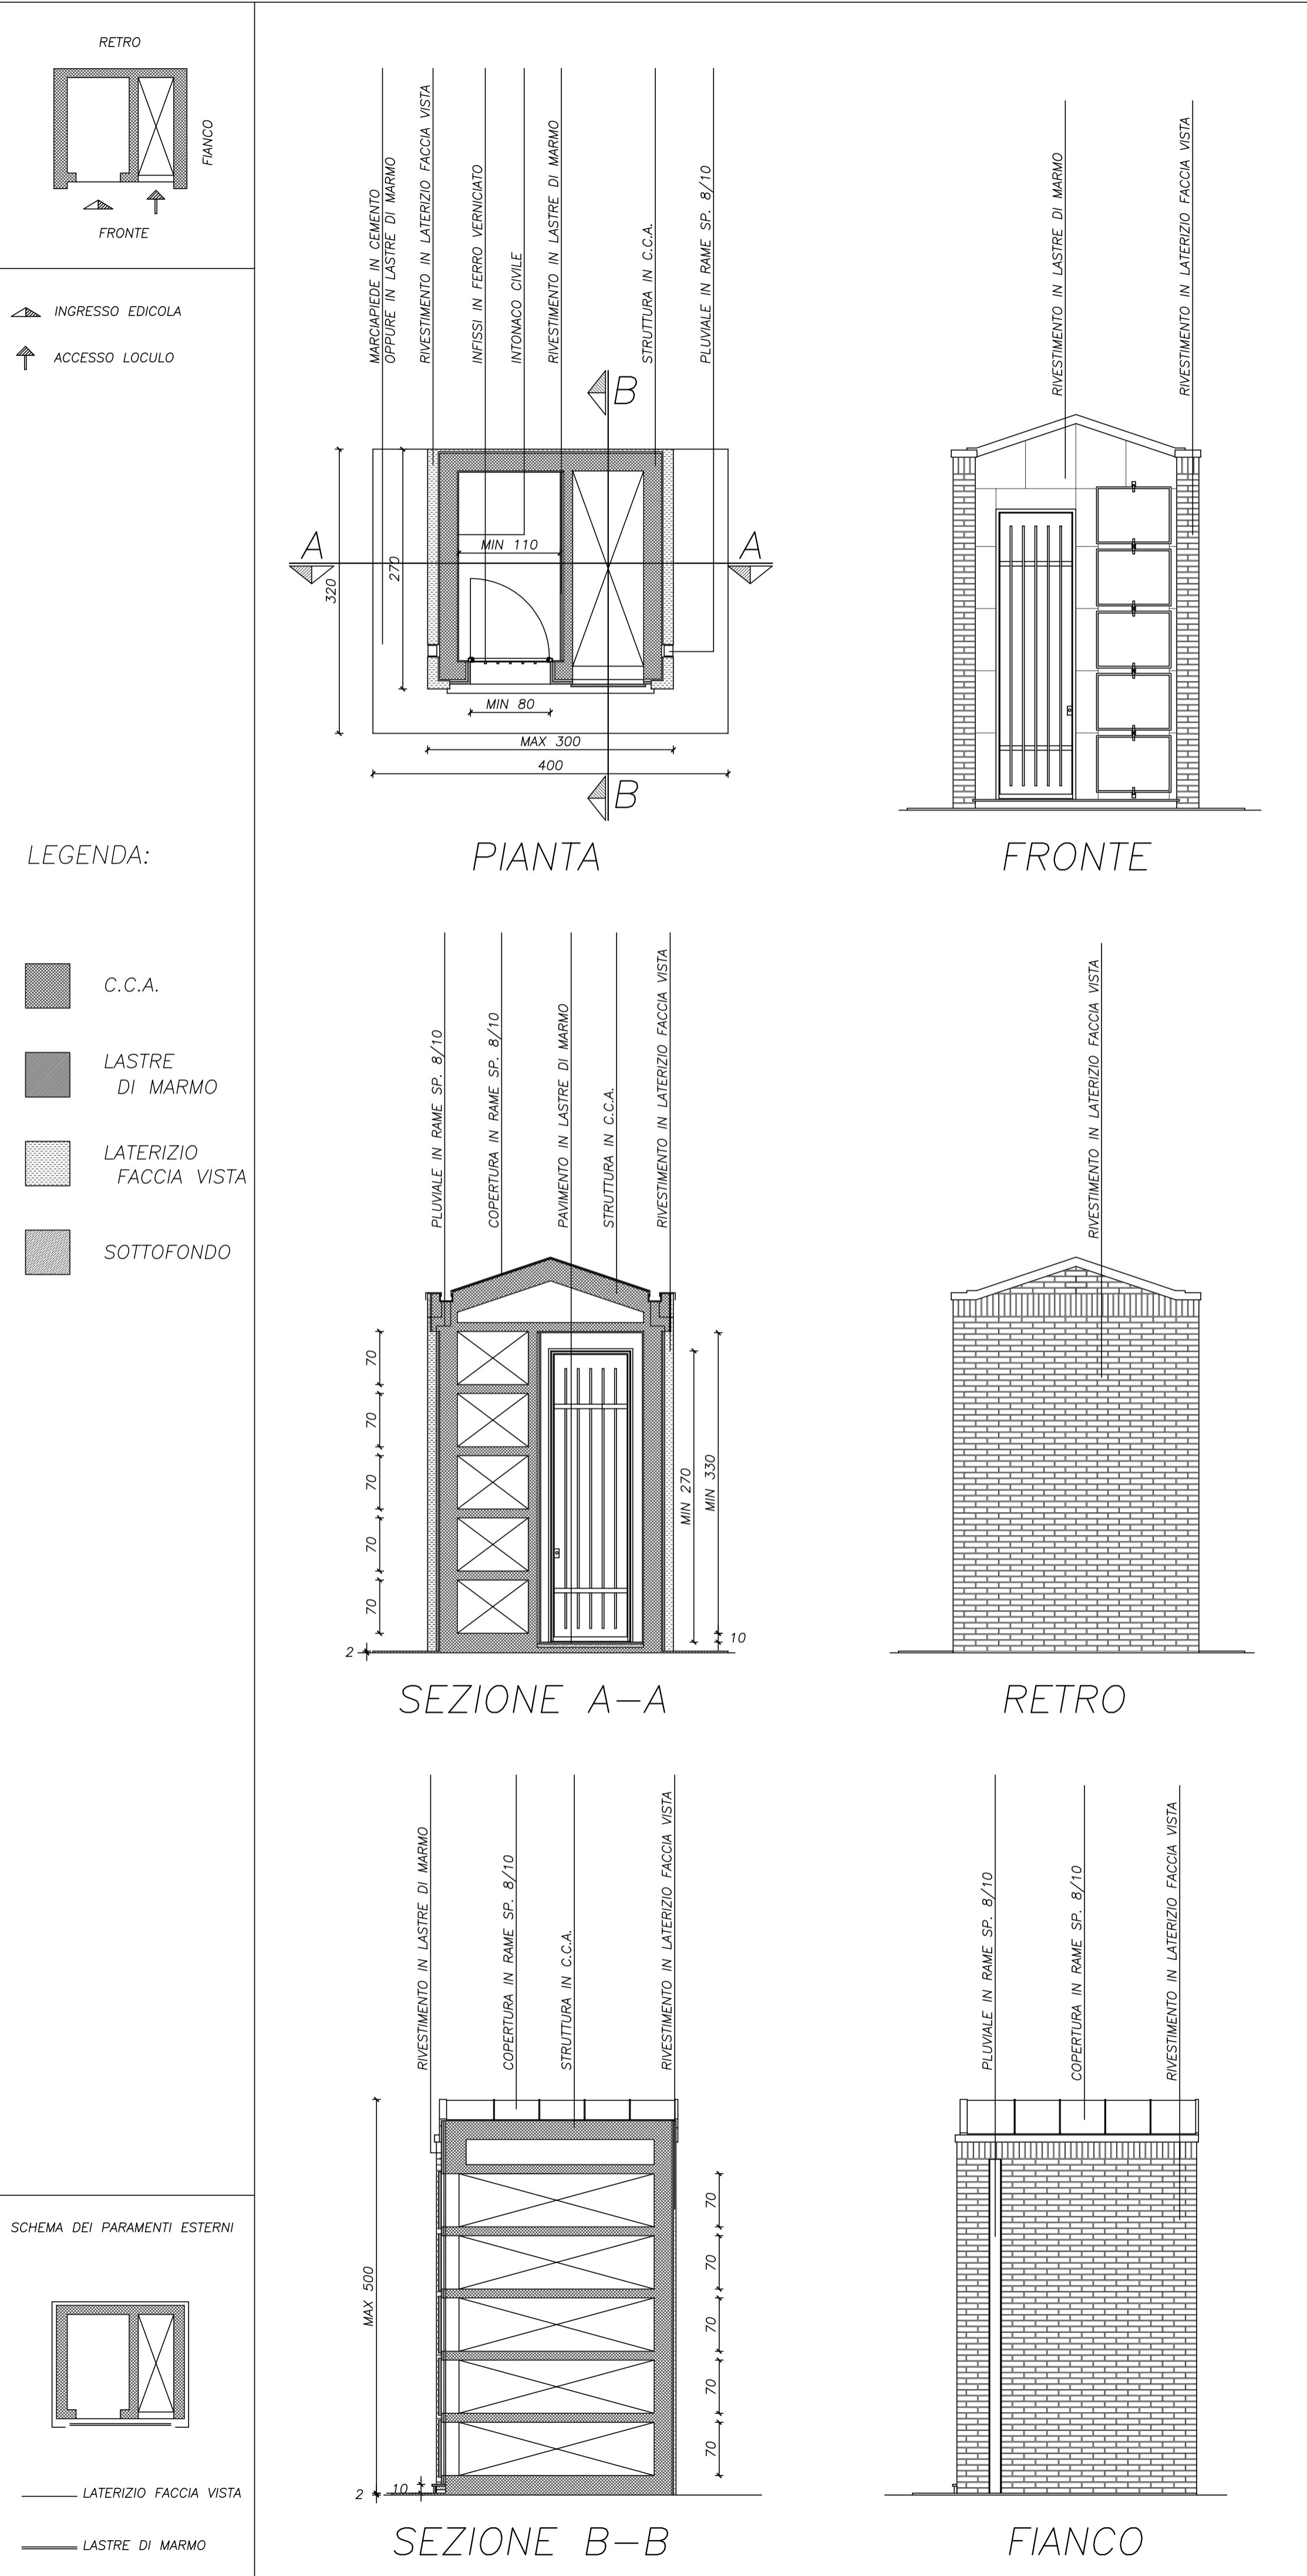 RETRO
FIANCO
FRONTE
INGRESSO EDICOLA
ACCESSO LOCULO
LEGENDA:
C.C.A.
LASTRE
DI MARMO
LATERIZIO
FACCIA VISTA
SOTTOFONDO
SCHEMA DEI PARAMENTI ESTERNI
LATERIZIO FACCIA VISTA
LASTRE DI MARMO
MARCIAPIEDE IN CEMENTO
OPPURE IN LASTRE DI MARMO
RIVESTIMENTO IN LATERIZIO FACCIA VISTA
INFISSI IN FERRO VERNICIATO
INTONACO CIVILE
RIVESTIMENTO IN LASTRE DI MARMO
STRUTTURA IN C.C.A.
PLUVIALE IN RAME SP. 8/10
B
A
A
MIN 110
270
320
MIN 80
MAX 300
400
B
PIANTA
RIVESTIMENTO IN LASTRE DI MARMO
RIVESTIMENTO IN LATERIZIO FACCIA VISTA
FRONTE
PLUVIALE IN RAME SP. 8/10
COPERTURA IN RAME SP. 8/10
PAVIMENTO IN LASTRE DI MARMO
STRUTTURA IN C.C.A.
RIVESTIMENTO IN LATERIZIO FACCIA VISTA
70
70
70
70
70
MIN 270
MIN 330
10
2
SEZIONE A-A
RIVESTIMENTO IN LATERIZIO FACCIA VISTA
RETRO
RIVESTIMENTO IN LASTRE DI MARMO
COPERTURA IN RAME SP. 8/10
STRUTTURA IN C.C.A.
RIVESTIMENTO IN LATERIZIO FACCIA VISTA
MAX 500
70
70
70
70
70
10
2
SEZIONE B-B
PLUVIALE IN RAME SP. 8/10
COPERTURA IN RAME SP. 8/10
RIVESTIMENTO IN LATERIZIO FACCIA VISTA
FIANCO